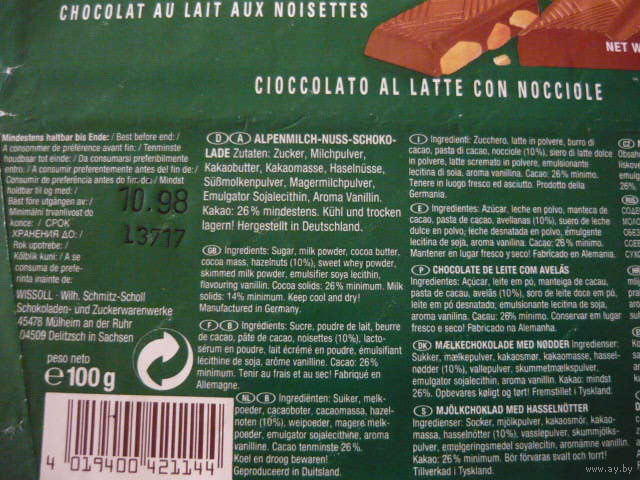 CHOCOLAT AU LAIT AUX NOISETTES
NET W
CIOCCOLATO AL LATTE CON NOCCIOLE
Mindestens haltbar bis Ende: / Best before end: /
A consommer de préférence avant fin: / Tenminste
houdbaar tot einde: / Da consumarsi preferibilmente
entro: / A consumir preferentemente antes del fin de: /
Consumir de preferência antes do fin de: / Mindst
holdbar til og med: /
Bäst före utgången av: /
Minimální trvanlivost do
konce: / СРОК
ХРАНЕНИЯ ДО: /
Rok upotrebe: /
Kõlblik kuni: / A se
consuma de prefe-
rinta inainte de:
10.98
13717
WISSOLL · Wilh. Schmitz-Scholl
Schokoladen- und Zuckerwarenwerke
45478 Mülheim an der Ruhr
04509 Delitzsch in Sachsen
peso neto
e 100 g
4 019400 421144
D A ALPENMILCH-NUSS-SCHOKO-
LADE Zutaten: Zucker, Milchpulver,
Kakaobutter, Kakaomasse, Haselnüsse,
Süßmolkenpulver, Magermilchpulver,
Emulgator Sojalecithin, Aroma Vanillin.
Kakao: 26% mindestens. Kühl und trocken
lagern! Hergestellt in Deutschland.
GB Ingredients: Sugar, milk powder, cocoa butter,
cocoa mass, hazelnuts (10%), sweet whey powder,
skimmed milk powder, emulsifier soya lecithin,
flavouring vanillin. Cocoa solids: 26% minimum. Milk
solids: 14% minimum. Keep cool and dry!
Manufactured in Germany.
F B Ingrédients: Sucre, poudre de lait, beurre
de cacao, pâte de cacao, noisettes (10%), lacto-
sérum en poudre, lait écrémé en poudre, émulsifiant
lécithine de soja, arôme vanilline. Cacao: 26%
minimum. Tenir au frais et au sec! Fabriqué en
Allemagne.
NL B Ingrediënten: Suiker, melk-
poeder, cacaoboter, cacaomassa, hazel-
noten (10%), weipoeder, magere melk-
poeder, emulgator sojalecithine, aroma
vanilline. Cacao tenminste 26%.
Koel en droog bewaren!
Geproduceerd in Duitsland.
I Ingredienti: Zucchero, latte in polvere, burro di
cacao, pasta di cacao, nocciole (10%), siero di latte dolce
in polvere, latte scremato in polvere, emulsionante
lecitina di soia, aroma vanillina. Cacao: 26% minimo.
Tenere in luogo fresco ed asciutto. Prodotto della
Germania.
E Ingredientes: Azúcar, leche en polvo, manteca de
cacao, pasta de cacao, avellanas (10%), suero de leche
dulce en polvo, leche desnatada en polvo, émulgente
lecitina de soja, aroma vanillina. Cacao: 26% minimo.
Mantener en lugar fresco y seco! Fabricado en Alemania.
P CHOCOLATE DE LEITE COM AVELÃS
Ingredientes: Açúcar, leite em pó, manteiga de cacau,
pasta de cacau, avelãs (10%), soro de leite doce em pó,
leite em pó desnatado, emulsionante lecitina de soja,
aroma vanillina. Cacau: 26% minimo. Conservar em lugar
fresco e seco! Fabricado na Alemanha.
DK MÆLKECHOKOLADE MED NØDDER Ingredienser:
Sukker, mælkepulver, kakaosmør, kakaomasse, hassel-
nødder (10%), vallepulver, skummetmælkspulver,
emulgator sojalecithin, aroma vanillin. Kakao: mindst
26%. Opbevares køligt og tørt! Fremstillet i Tyskland.
S MJÖLKCHOKLAD MED HASSELNÖTTER
Ingredienser: Socker, mjölkpulver, kakaosmör, kakao-
massa, hasselnötter (10%), vasslepulver, skummjölks-
pulver, emulgeringsmedel sojalecithin, aromämne vanillin.
Kakao: 26% minimum. Bör förvaras svalt och torrt!
Tillverkad i Tyskland.
RUS
www.ay.by